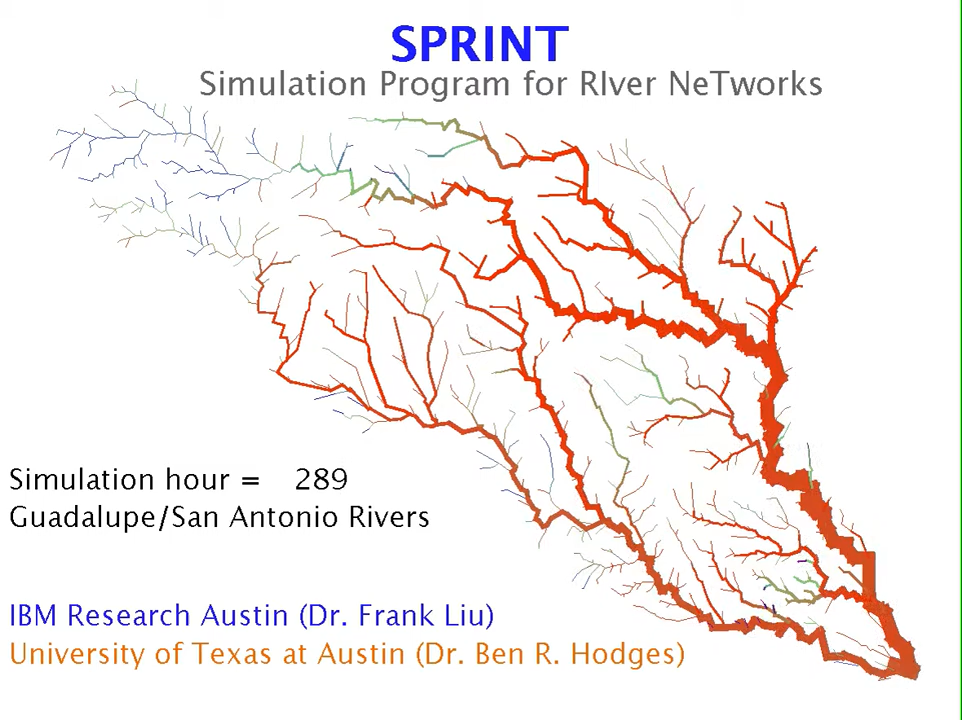 SPRINT
Simulation Program for RIver NeTworks
Simulation hour = 289
Guadalupe/San Antonio Rivers
IBM Research Austin (Dr. Frank Liu)
University of Texas at Austin (Dr. Ben R. Hodges)